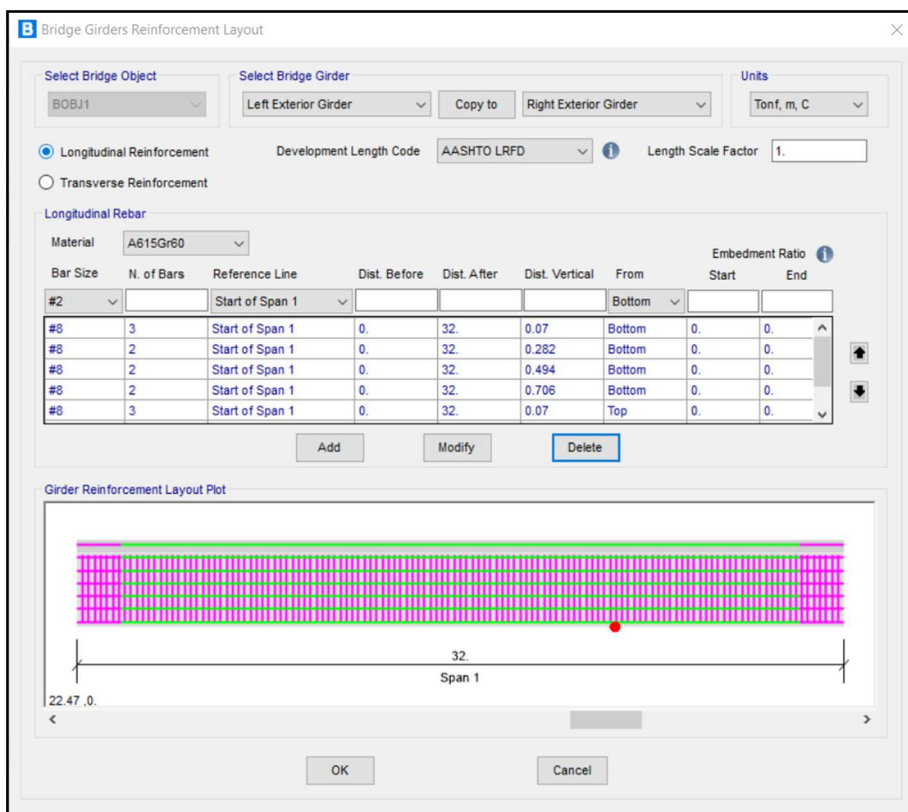 B Bridge Girders Reinforcement Layout
Select Bridge Object Select Bridge Girder Units
BOBJ1 Left Exterior Girder Copy to Right Exterior Girder Tonf, m, C
Longitudinal Reinforcement Development Length Code AASHTO LRFD i Length Scale Factor 1.
Transverse Reinforcement
Longitudinal Rebar
Material A615Gr60 Embedment Ratio i
Bar Size N. of Bars Reference Line Dist. Before Dist. After Dist. Vertical From Start End
#2 Start of Span 1 Bottom
#8 3 Start of Span 1 0. 32. 0.07 Bottom 0. 0.
#8 2 Start of Span 1 0. 32. 0.282 Bottom 0. 0.
#8 2 Start of Span 1 0. 32. 0.494 Bottom 0. 0.
#8 2 Start of Span 1 0. 32. 0.706 Bottom 0. 0.
#8 3 Start of Span 1 0. 32. 0.07 Top 0. 0.
Add Modify Delete
Girder Reinforcement Layout Plot
32.
Span 1
22.47 ,0.
OK Cancel